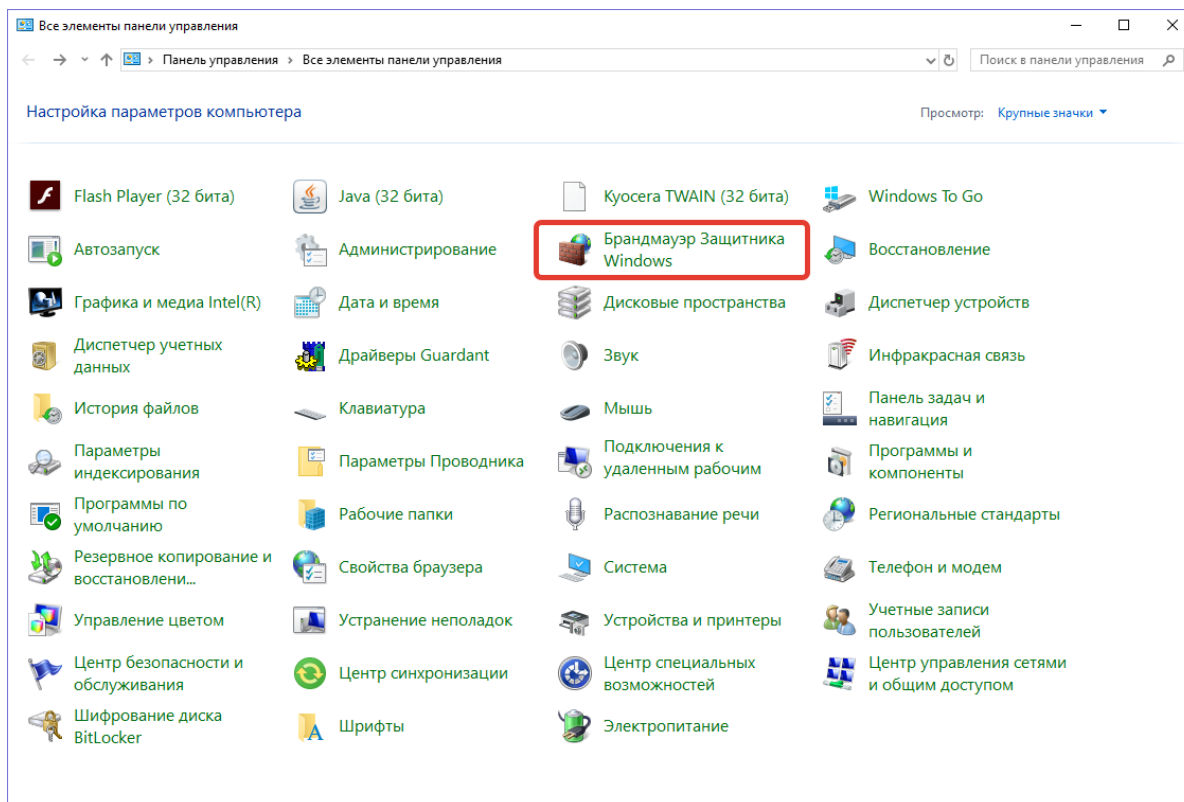 Все элементы панели управления
Панель управления › Все элементы панели управления
Поиск в панели управления
Настройка параметров компьютера
Просмотр: Крупные значки
Flash Player (32 бита)
Java (32 бита)
Kyocera TWAIN (32 бита)
Windows To Go
Автозапуск
Администрирование
Брандмауэр Защитника
Windows
Восстановление
Графика и медиа Intel(R)
Дата и время
Дисковые пространства
Диспетчер устройств
Диспетчер учетных
данных
Драйверы Guardant
Звук
Инфракрасная связь
История файлов
Клавиатура
Мышь
Панель задач и
навигация
Параметры
индексирования
Параметры Проводника
Подключения к
удаленным рабочим
Программы и
компоненты
Программы по
умолчанию
Рабочие папки
Распознавание речи
Региональные стандарты
Резервное копирование и
восстановлени...
Свойства браузера
Система
Телефон и модем
Управление цветом
Устранение неполадок
Устройства и принтеры
Учетные записи
пользователей
Центр безопасности и
обслуживания
Центр синхронизации
Центр специальных
возможностей
Центр управления сетями
и общим доступом
Шифрование диска
BitLocker
Шрифты
Электропитание